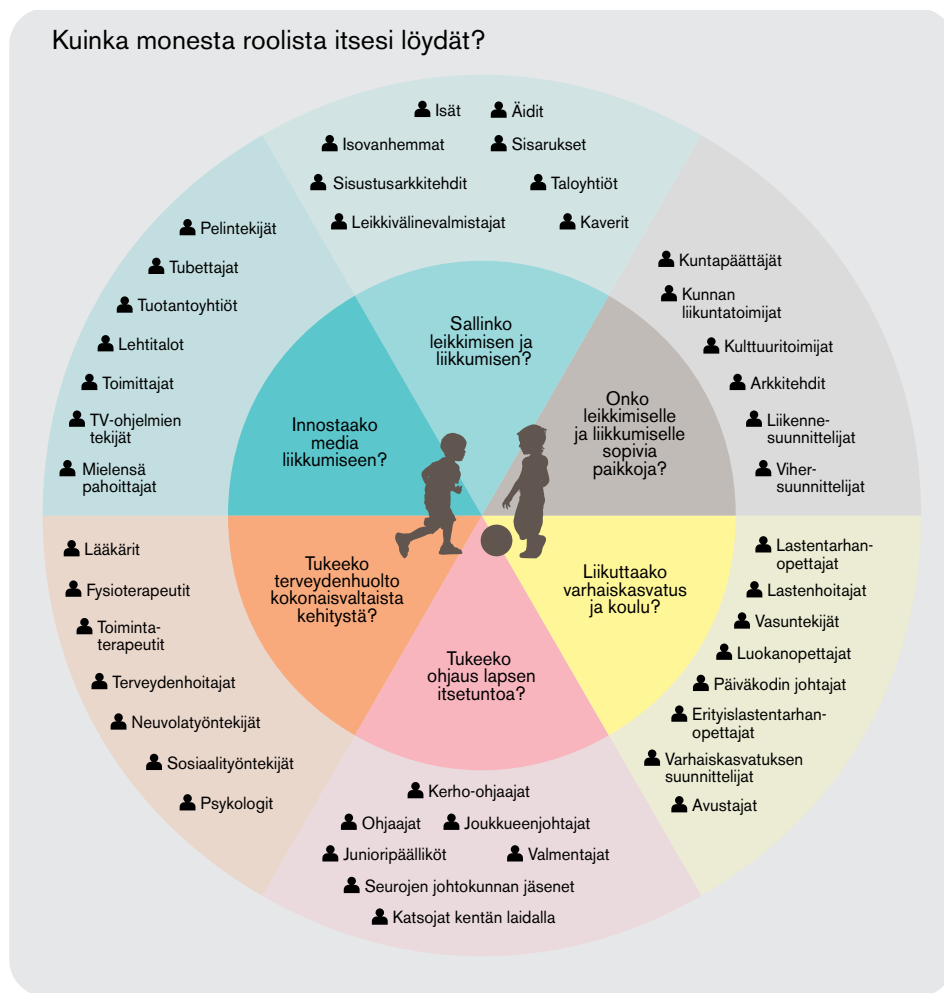 Kuinka monesta roolista itsesi löydät?
Isät
Äidit
Isovanhemmat
Sisarukset
Sisustusarkkitehdit
Taloyhtiöt
Leikkivälinevalmistajat
Kaverit
Sallinko
leikkimisen ja
liikkumisen?
Kuntapäättäjät
Kunnan
liikuntatoimijat
Kulttuuritoimijat
Arkkitehdit
Liikenne-
suunnittelijat
Viher-
suunnittelijat
Onko
leikkimiselle
ja liikkumiselle
sopivia
paikkoja?
Lastentarhan-
opettajat
Lastenhoitajat
Vasuntekijät
Luokanopettajat
Päiväkodin johtajat
Erityislastentarhan-
opettajat
Varhaiskasvatuksen
suunnittelijat
Avustajat
Liikuttaako
varhaiskasvatus
ja koulu?
Tukeeko
ohjaus lapsen
itsetuntoa?
Kerho-ohjaajat
Ohjaajat
Joukkueenjohtajat
Junioripäälliköt
Valmentajat
Seurojen johtokunnan jäsenet
Katsojat kentän laidalla
Tukeeko
terveydenhuolto
kokonaisvaltaista
kehitystä?
Lääkärit
Fysioterapeutit
Toiminta-
terapeutit
Terveydenhoitajat
Neuvolatyöntekijät
Sosiaalityöntekijät
Psykologit
Innostaako
media
liikkumiseen?
Pelintekijät
Tubettajat
Tuotantoyhtiöt
Lehtitalot
Toimittajat
TV-ohjelmien
tekijät
Mielensä
pahoittajat